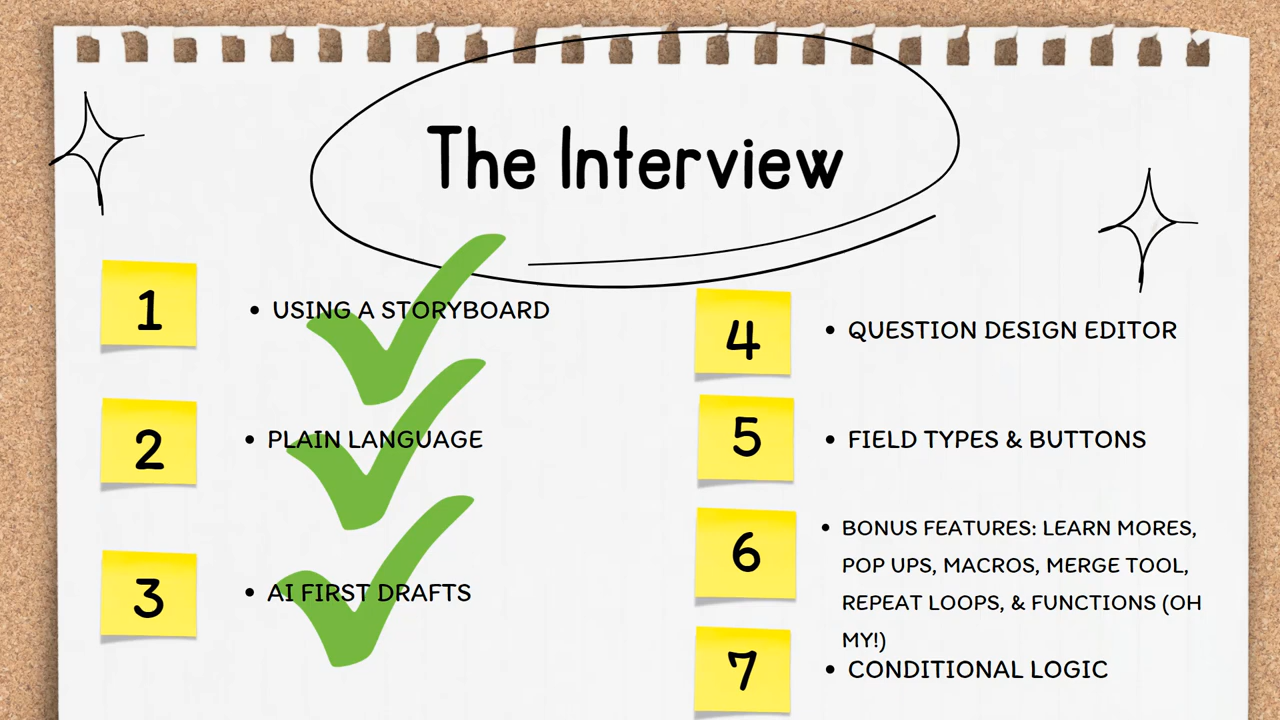 The Interview
1
• USING A STORYBOARD
2
• PLAIN LANGUAGE
3
• AI FIRST DRAFTS
4
• QUESTION DESIGN EDITOR
5
• FIELD TYPES & BUTTONS
6
• BONUS FEATURES: LEARN MORES,
POP UPS, MACROS, MERGE TOOL,
REPEAT LOOPS, & FUNCTIONS (OH
MY!)
7
• CONDITIONAL LOGIC